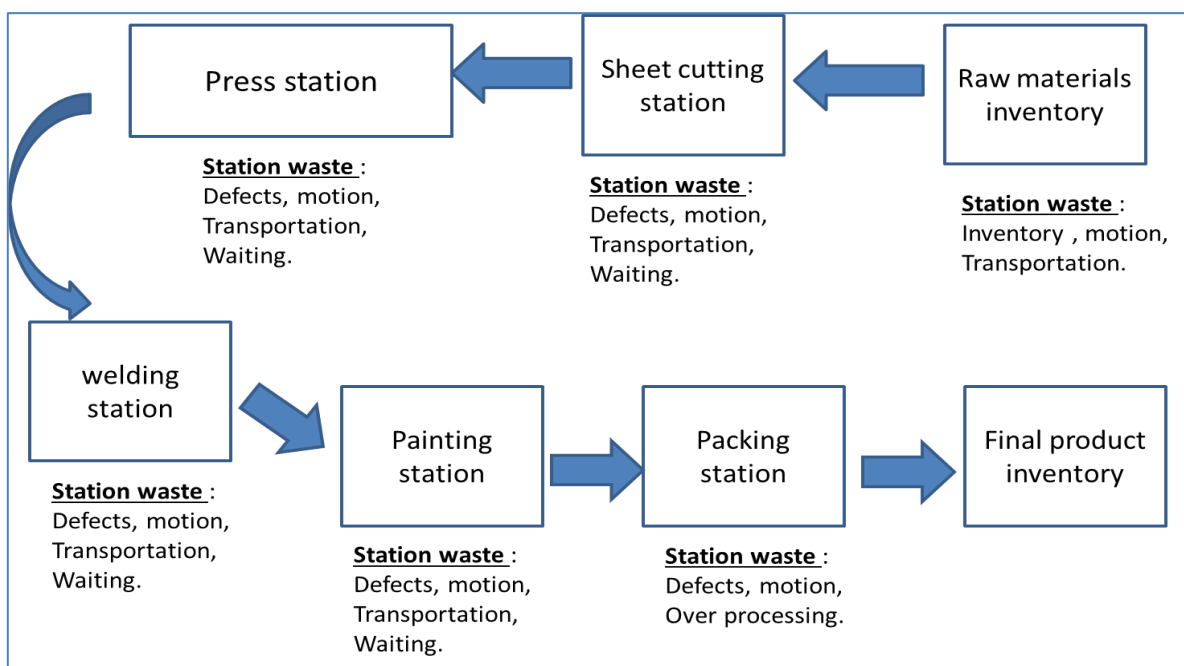 Raw materials
inventory
Station waste :
Inventory , motion,
Transportation.
Sheet cutting
station
Station waste :
Defects, motion,
Transportation,
Waiting.
Press station
Station waste :
Defects, motion,
Transportation,
Waiting.
welding
station
Station waste :
Defects, motion,
Transportation,
Waiting.
Painting
station
Station waste :
Defects, motion,
Transportation,
Waiting.
Packing
station
Station waste :
Defects, motion,
Over processing.
Final product
inventory